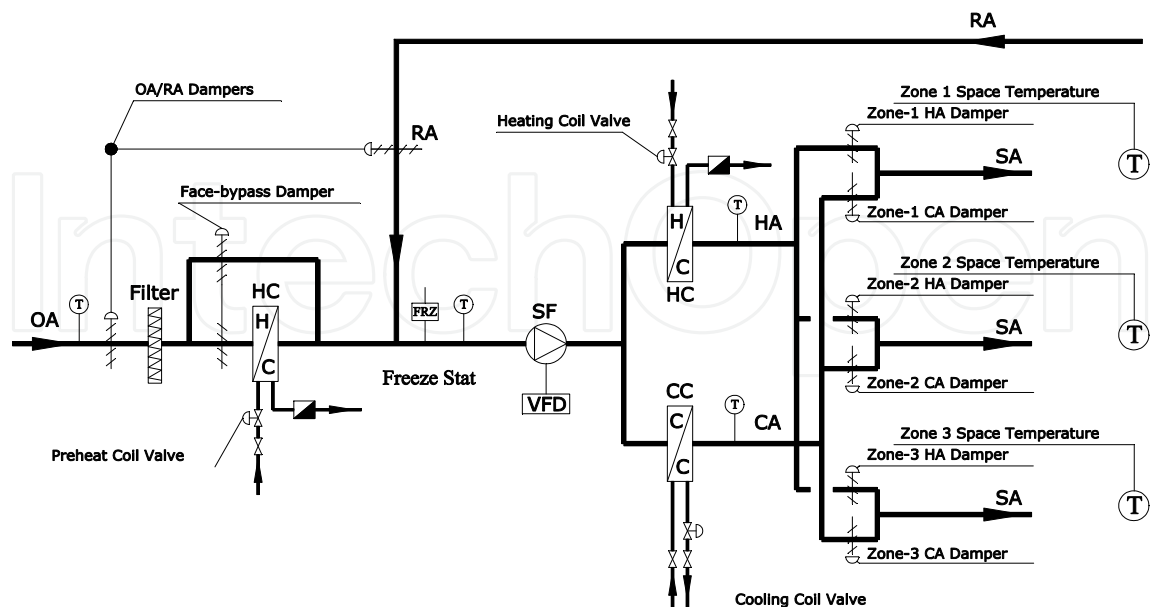 RA
OA/RA Dampers
RA
Face-bypass Damper
Heating Coil Valve
Zone 1 Space Temperature
Zone-1 HA Damper
SA
T
Zone-1 CA Damper
H
C
HC
T
HA
Zone 2 Space Temperature
Zone-2 HA Damper
SA
T
Zone-2 CA Damper
OA
T
Filter
HC
H
C
FRZ
T
Freeze Stat
SF
VFD
Preheat Coil Valve
CC
C
C
T
CA
Zone 3 Space Temperature
Zone-3 HA Damper
SA
T
Zone-3 CA Damper
Cooling Coil Valve
IntechOpen